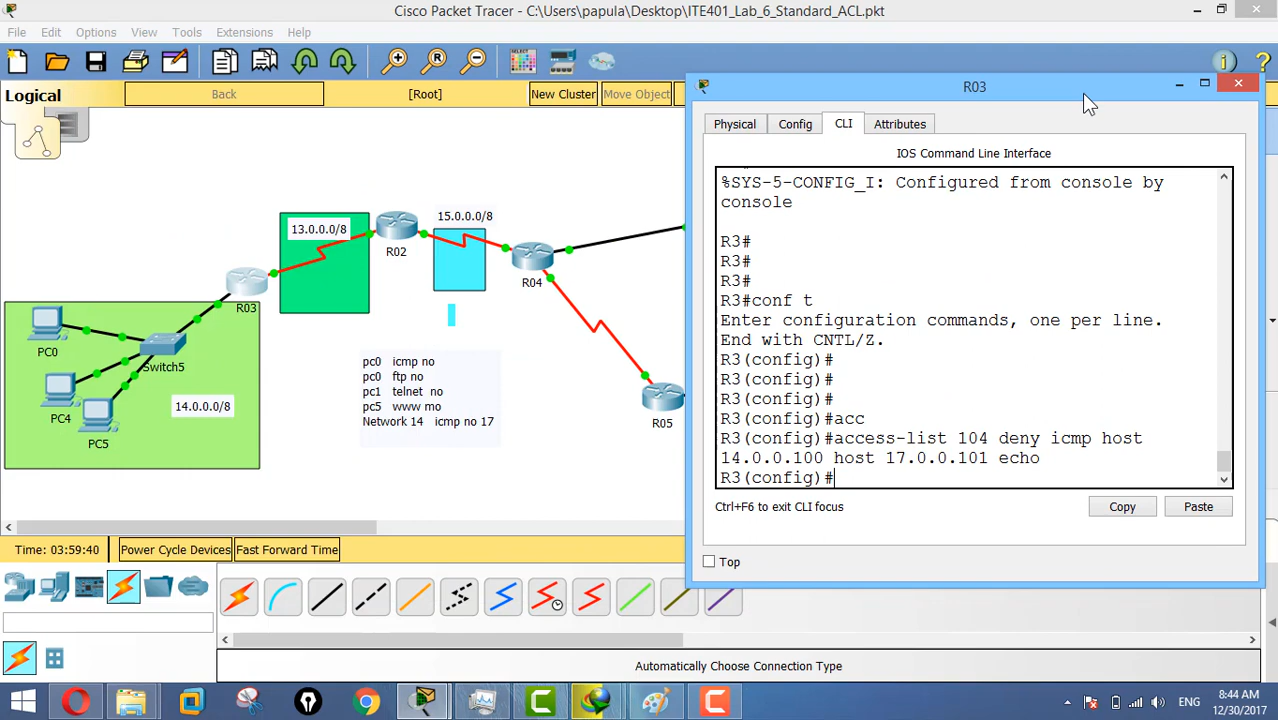 Cisco Packet Tracer - C:\Users\papula\Desktop\ITE401_Lab_6_Standard_ACL.pkt
File Edit Options View Tools Extensions Help
Logical Back [Root] New Cluster Move Object
R03
Physical Config CLI Attributes
IOS Command Line Interface
%SYS-5-CONFIG_I: Configured from console by
console
R3#
R3#
R3#
R3#conf t
Enter configuration commands, one per line.
End with CNTL/Z.
R3(config)#
R3(config)#
R3(config)#
R3(config)#acc
R3(config)#access-list 104 deny icmp host
14.0.0.100 host 17.0.0.101 echo
R3(config)#
Ctrl+F6 to exit CLI focus Copy Paste
Top
13.0.0.0/8
15.0.0.0/8
R02
R04
R03
R05
PC0
Switch5
PC4
PC5
14.0.0.0/8
pc0 icmp no
pc0 ftp no
pc1 telnet no
pc5 www mo
Network 14 icmp no 17
Time: 03:59:40 Power Cycle Devices Fast Forward Time
Automatically Choose Connection Type
ENG
8:44 AM
12/30/2017